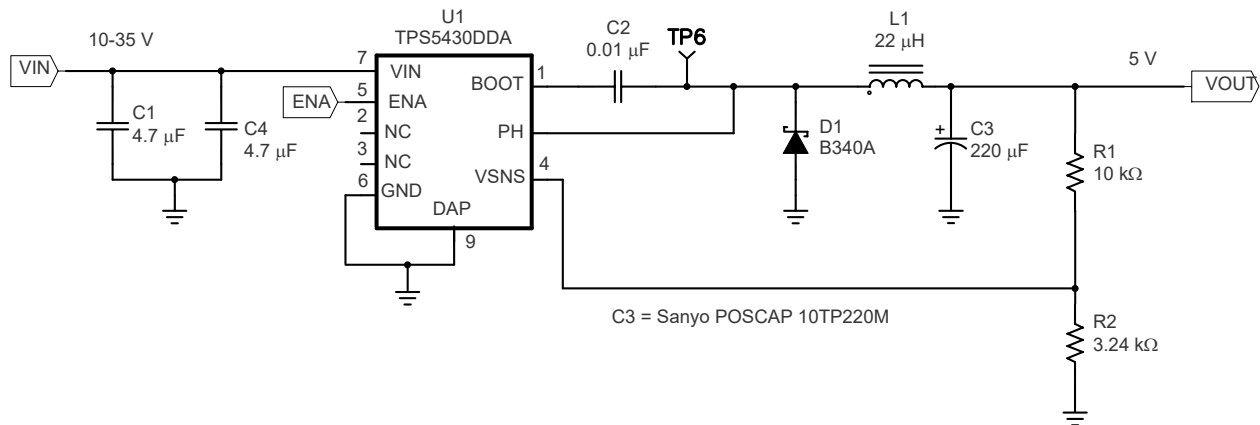 U1
TPS5430DDA
10-35 V
VIN
C1
4.7 μF
C4
4.7 μF
ENA
7
5
2
3
6
VIN
ENA
NC
NC
GND
DAP
9
BOOT
PH
VSNS
1
4
C2
0.01 μF
TP6
D1
B340A
L1
22 μH
+
C3
220 μF
5 V
VOUT
R1
10 kΩ
R2
3.24 kΩ
C3 = Sanyo POSCAP 10TP220M